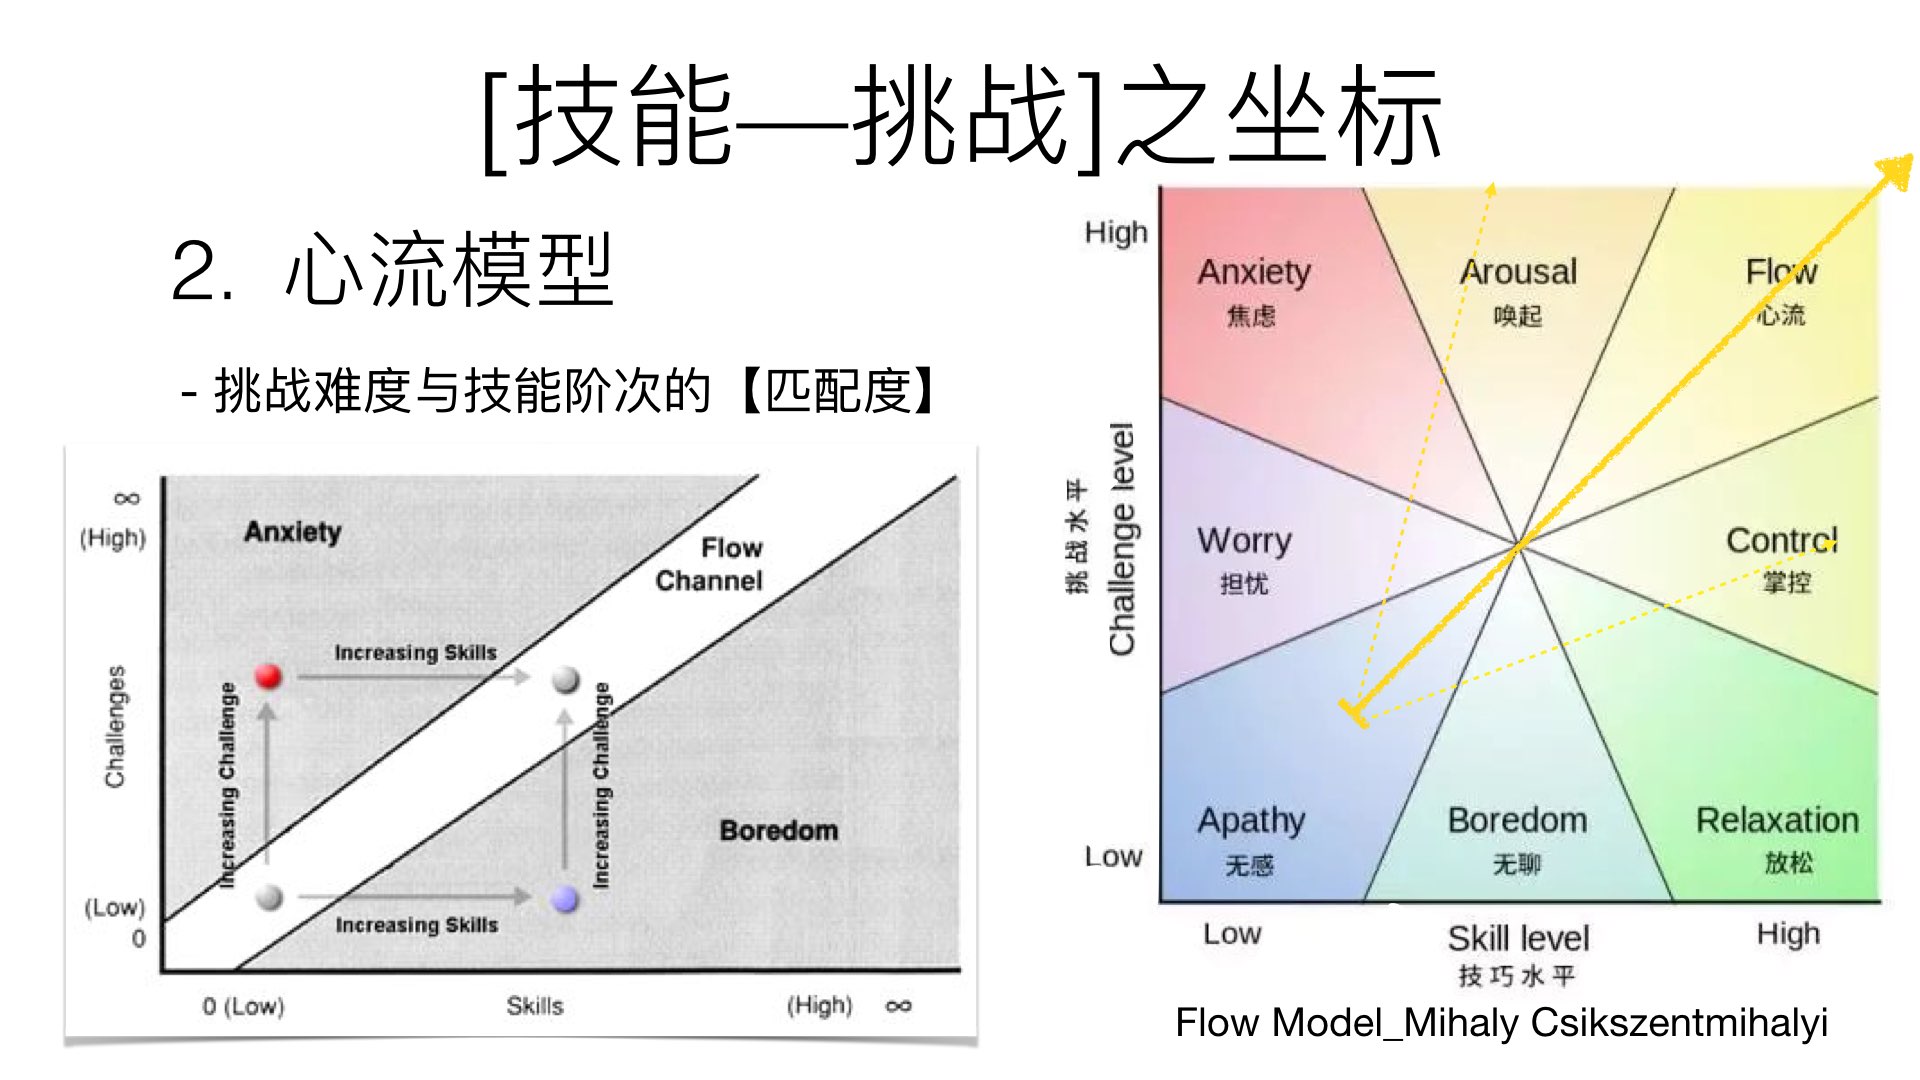 [技能—挑战]之坐标
2. 心流模型
- 挑战难度与技能阶次的【匹配度】
∞
(High)
Anxiety
Flow
Channel
Increasing Skills
Challenges
Increasing Challenge
Increasing Challenge
Boredom
(Low)
0
Increasing Skills
0 (Low)
Skills
(High)
∞
High
Anxiety
焦虑
Arousal
唤起
Flow
心流
挑战水平
Challenge level
Worry
担忧
Control
掌控
Apathy
无感
Boredom
无聊
Relaxation
放松
Low
Low
Skill level
High
技巧水平
Flow Model_Mihaly Csikszentmihalyi